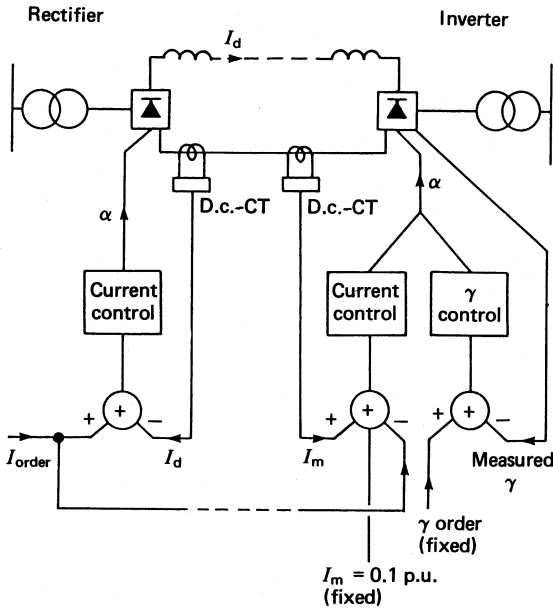 Rectifier
Inverter
I_d
α
α
D.c.-CT
D.c.-CT
Current
control
Current
control
γ
control
+
+
−
+
+
−
+
+
−
I_order
I_d
I_m
Measured
γ
γ order
(fixed)
I_m = 0.1 p.u.
(fixed)